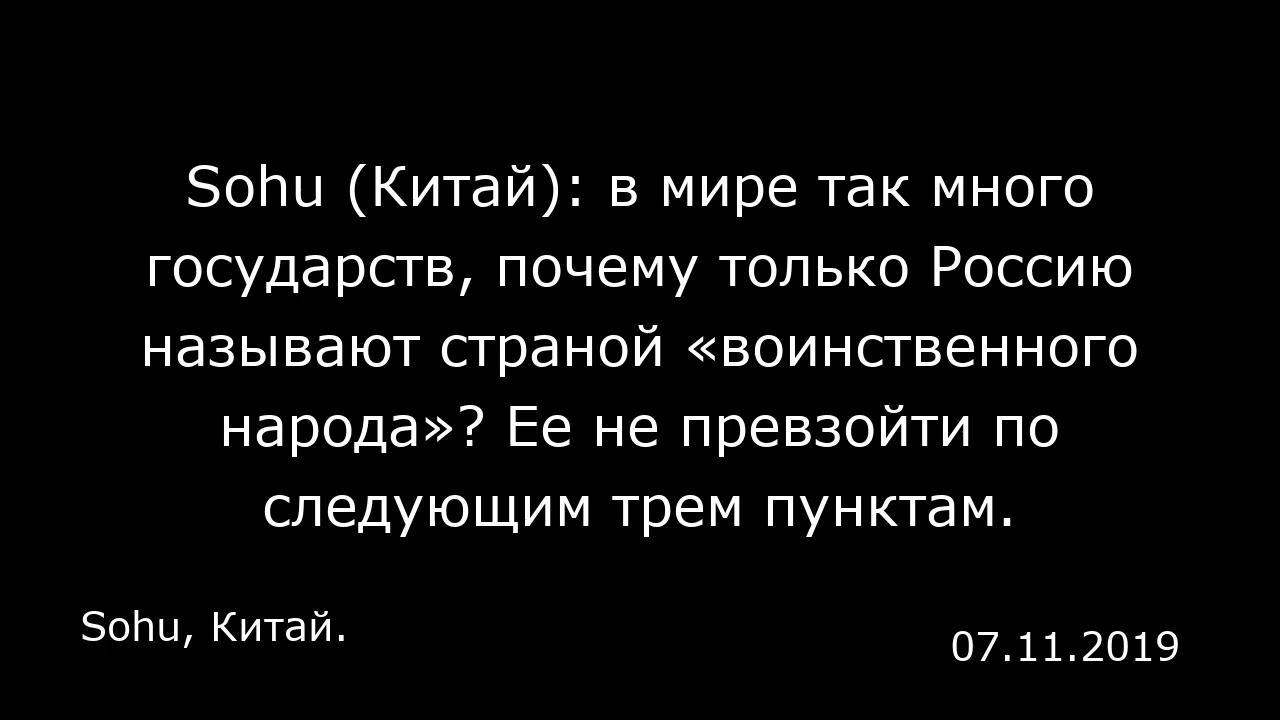 Sohu (Китай): в мире так много
государств, почему только Россию
называют страной «воинственного
народа»? Ее не превзойти по
следующим трем пунктам.
Sohu, Китай.
07.11.2019